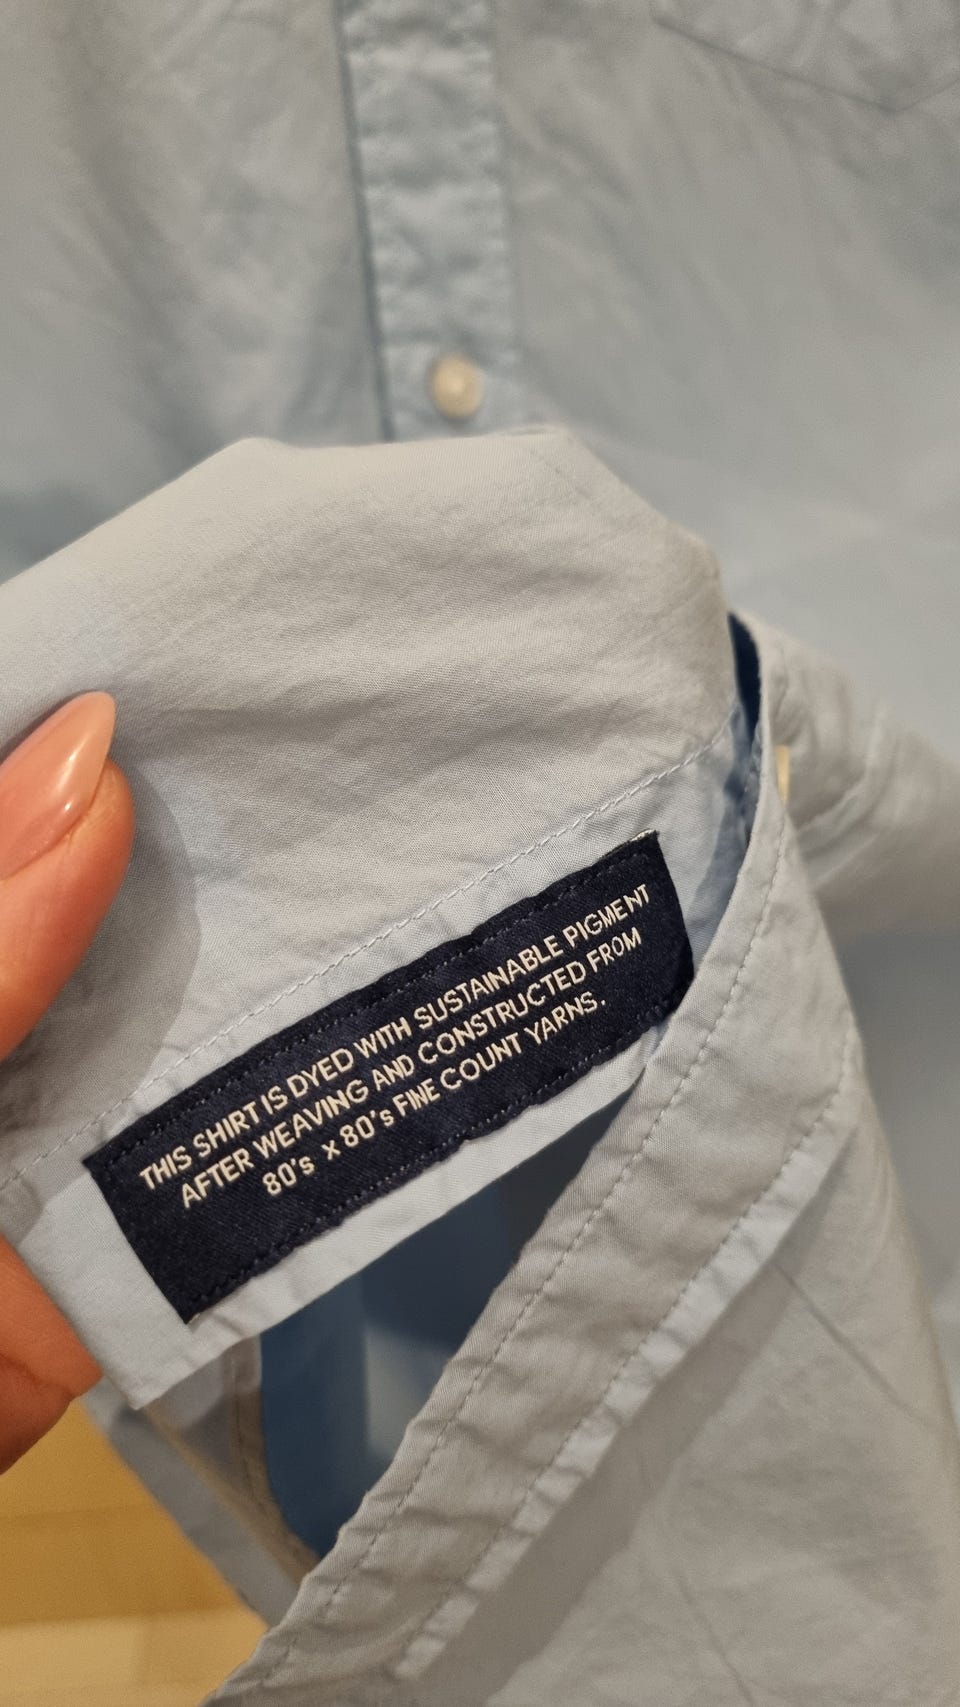 THIS SHIRT IS DYED WITH SUSTAINABLE PIGMENT
AFTER WEAVING AND CONSTRUCTED FROM
80's x 80's FINE COUNT YARNS.